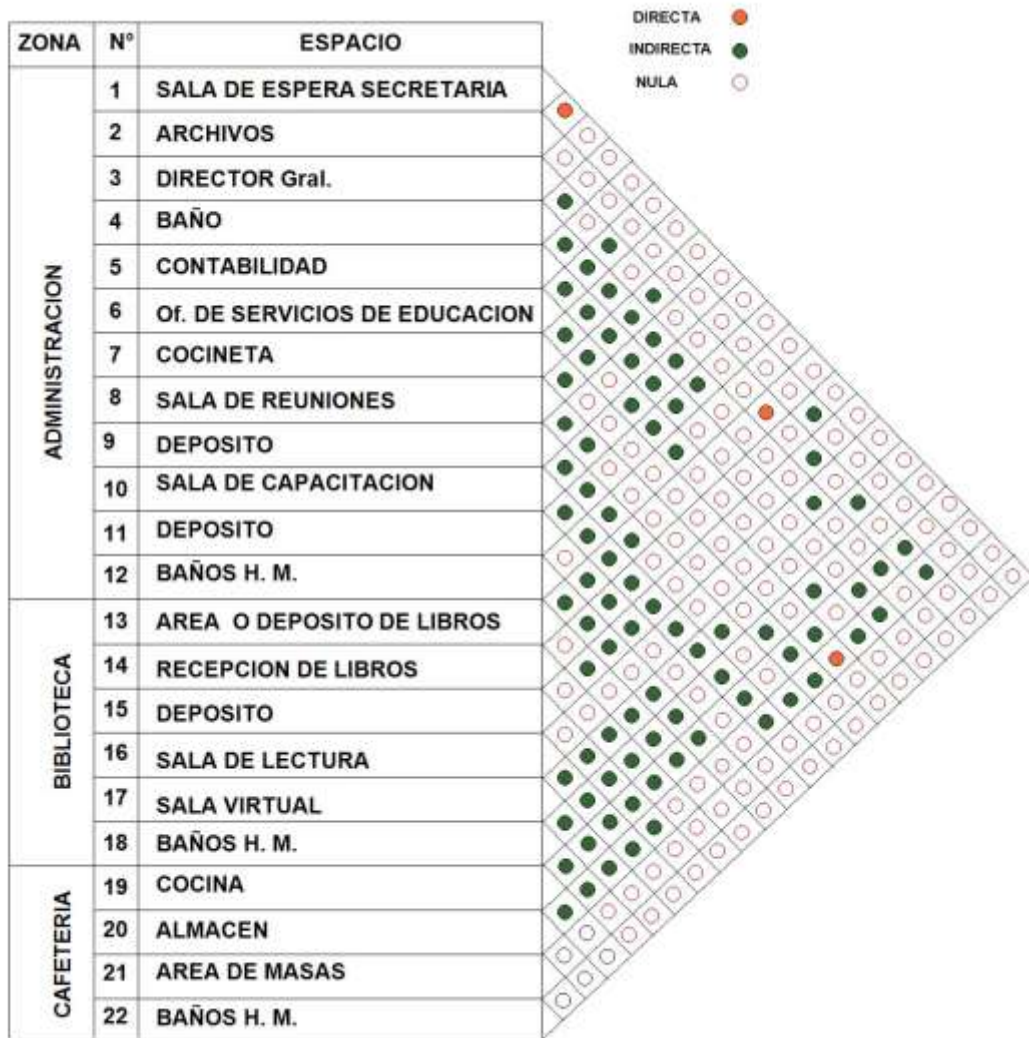 DIRECTA
INDIRECTA
NULA
ZONA Nº ESPACIO
ADMINISTRACION
1 SALA DE ESPERA SECRETARIA
2 ARCHIVOS
3 DIRECTOR Gral.
4 BAÑO
5 CONTABILIDAD
6 Of. DE SERVICIOS DE EDUCACION
7 COCINETA
8 SALA DE REUNIONES
9 DEPOSITO
10 SALA DE CAPACITACION
11 DEPOSITO
12 BAÑOS H. M.
BIBLIOTECA
13 AREA O DEPOSITO DE LIBROS
14 RECEPCION DE LIBROS
15 DEPOSITO
16 SALA DE LECTURA
17 SALA VIRTUAL
18 BAÑOS H. M.
CAFETERIA
19 COCINA
20 ALMACEN
21 AREA DE MASAS
22 BAÑOS H. M.